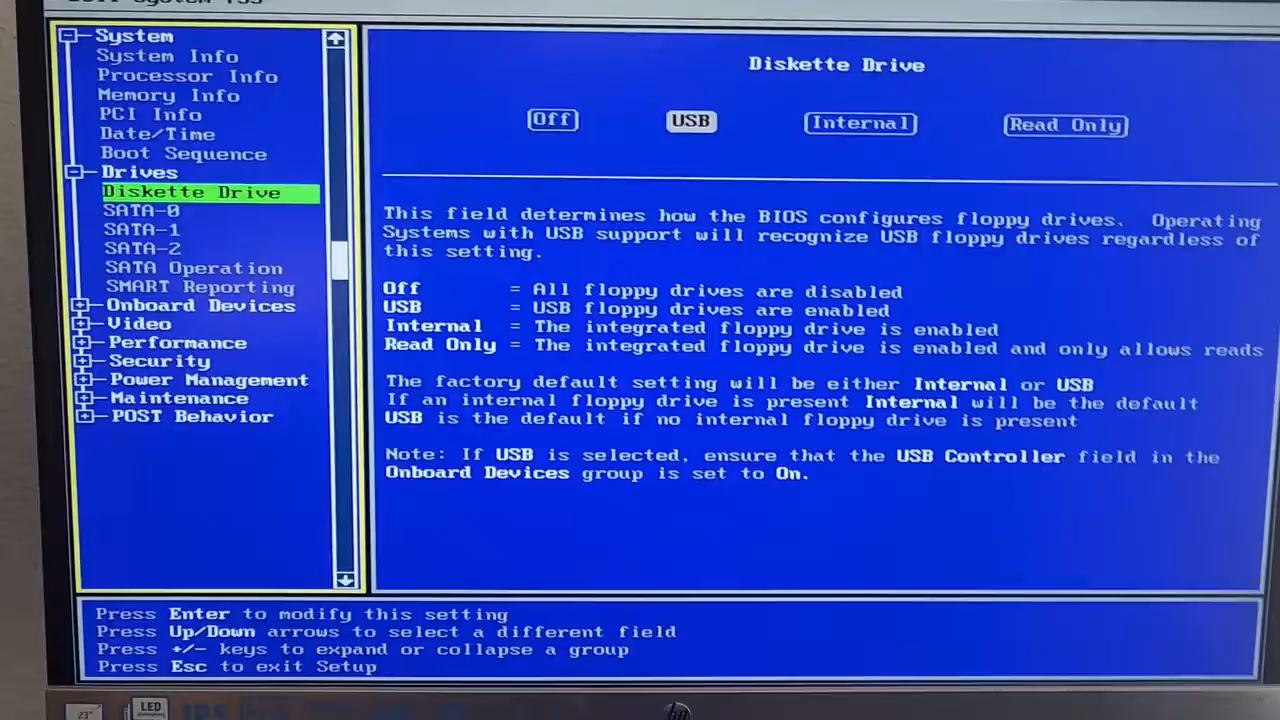 System
System Info
Processor Info
Memory Info
PCI Info
Date/Time
Boot Sequence
Drives
Diskette Drive
SATA-0
SATA-1
SATA-2
SATA Operation
SMART Reporting
Onboard Devices
Video
Performance
Security
Power Management
Maintenance
POST Behavior
Diskette Drive
Off USB Internal Read Only
This field determines how the BIOS configures floppy drives. Operating
Systems with USB support will recognize USB floppy drives regardless of
this setting.
Off = All floppy drives are disabled
USB = USB floppy drives are enabled
Internal = The integrated floppy drive is enabled
Read Only = The integrated floppy drive is enabled and only allows reads
The factory default setting will be either Internal or USB
If an internal floppy drive is present Internal will be the default
USB is the default if no internal floppy drive is present
Note: If USB is selected, ensure that the USB Controller field in the
Onboard Devices group is set to On.
Press Enter to modify this setting
Press Up/Down arrows to select a different field
Press +/- keys to expand or collapse a group
Press Esc to exit Setup
23"
LED
hp